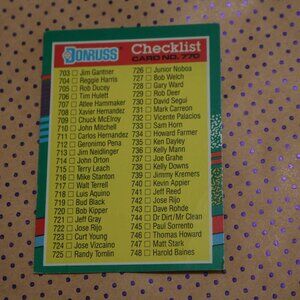 DONRUSS
Checklist
CARD NO. 770
703 Jim Gantner
704 Reggie Harris
705 Rob Ducey
706 Tim Hulett
707 Atlee Hammaker
708 Xavier Hernandez
709 Chuck McElroy
710 John Mitchell
711 Carlos Hernandez
712 Geronimo Pena
713 Jim Neidlinger
714 John Orton
715 Terry Leach
716 Mike Stanton
717 Walt Terrell
718 Luis Aquino
719 Bud Black
720 Bob Kipper
721 Jeff Gray
722 Jose Rijo
723 Curt Young
724 Jose Vizcaino
725 Randy Tomlin
726 Junior Noboa
727 Bob Welch
728 Gary Ward
729 Rob Deer
730 David Segui
731 Mark Carreon
732 Vicente Palacios
733 Sam Horn
734 Howard Farmer
735 Ken Dayley
736 Kelly Mann
737 Joe Grahe
738 Kelly Downs
739 Jimmy Kremers
740 Kevin Appier
741 Jeff Reed
742 Jose Rijo
743 Dave Rohde
744 Dr Dirt/Mr Clean
745 Paul Sorrento
746 Thomas Howard
747 Matt Stark
748 Harold Baines